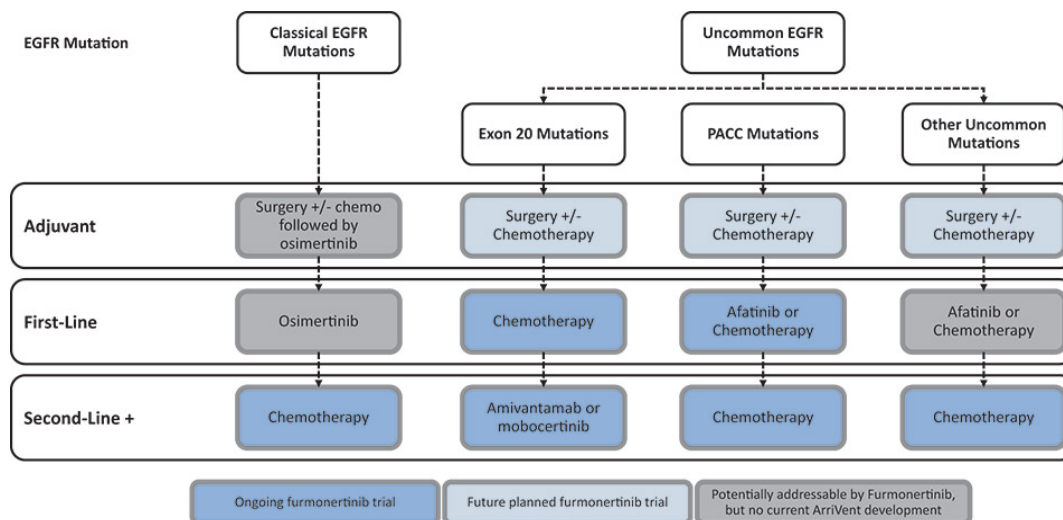 EGFR Mutation
Classical EGFR
Mutations
Uncommon EGFR
Mutations
Exon 20 Mutations
PACC Mutations
Other Uncommon
Mutations
Adjuvant
Surgery +/- chemo
followed by
osimertinib
Surgery +/-
Chemotherapy
Surgery +/-
Chemotherapy
Surgery +/-
Chemotherapy
First-Line
Osimertinib
Chemotherapy
Afatinib or
Chemotherapy
Afatinib or
Chemotherapy
Second-Line +
Chemotherapy
Amivantamab or
mobocertinib
Chemotherapy
Chemotherapy
Ongoing furmonertinib trial
Future planned furmonertinib trial
Potentially addressable by Furmonertinib,
but no current ArriVent development